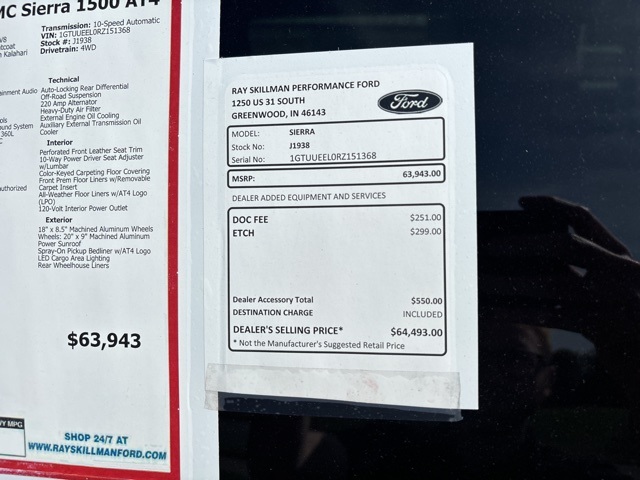 MC Sierra 1500 AT4
Transmission: 10-Speed Automatic
VIN: 1GTUUEEL0RZ151368
Stock #: J1938
Drivetrain: 4WD
V8
Kalahari
Technical
Auto-Locking Rear Differential
Off-Road Suspension
220 Amp Alternator
Heavy-Duty Air Filter
External Engine Oil Cooling
Auxiliary External Transmission Oil
Cooler
Audio
System
360L
Interior
Perforated Front Leather Seat Trim
10-Way Power Driver Seat Adjuster
w/Lumbar
Color-Keyed Carpeting Floor Covering
Front Prem Floor Liners w/Removable
Carpet Insert
All-Weather Floor Liners w/AT4 Logo
(LPO)
120-Volt Interior Power Outlet
Exterior
18" x 8.5" Machined Aluminum Wheels
Wheels: 20" x 9" Machined Aluminum
Power Sunroof
Spray-On Pickup Bedliner w/AT4 Logo
LED Cargo Area Lighting
Rear Wheelhouse Liners
$63,943
MPG
SHOP 24/7 AT
WWW.RAYSKILLMANFORD.COM
RAY SKILLMAN PERFORMANCE FORD
1250 US 31 SOUTH
GREENWOOD, IN 46143
Ford
MODEL: SIERRA
Stock No: J1938
Serial No: 1GTUUEEL0RZ151368
MSRP: 63,943.00
DEALER ADDED EQUIPMENT AND SERVICES
DOC FEE $251.00
ETCH $299.00
Dealer Accessory Total $550.00
DESTINATION CHARGE INCLUDED
DEALER'S SELLING PRICE* $64,493.00
* Not the Manufacturer's Suggested Retail Price